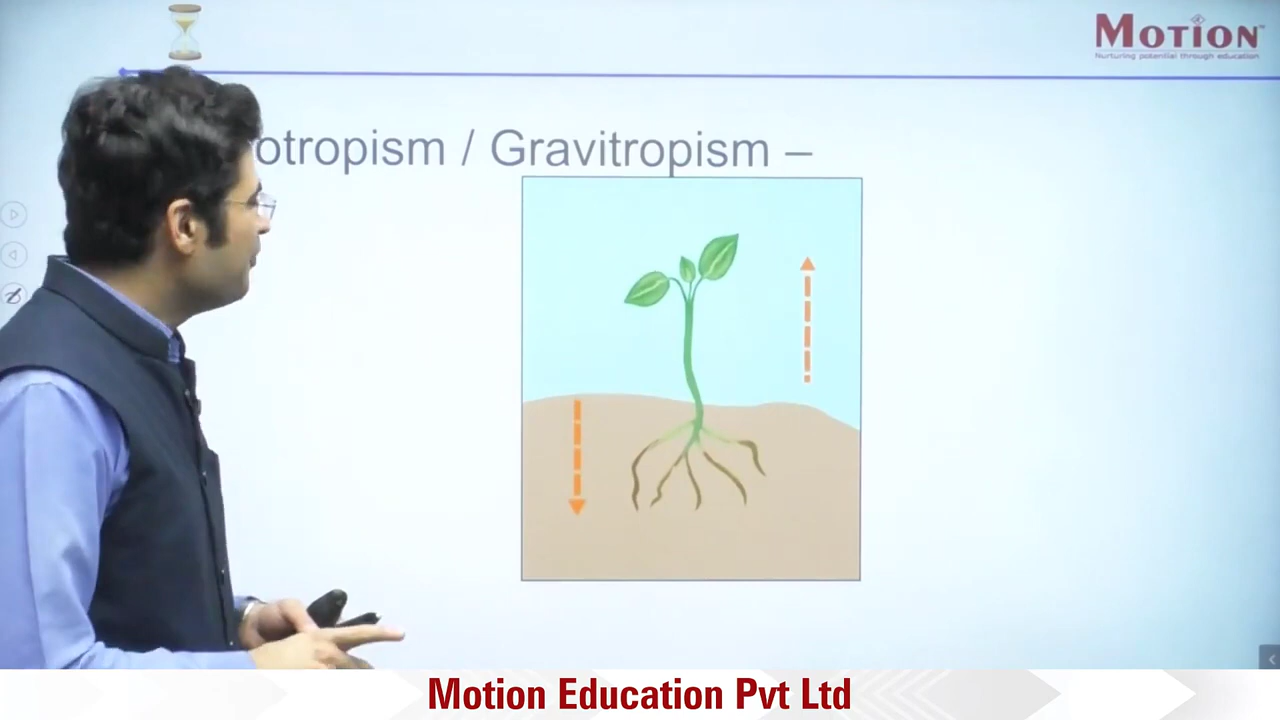 MOTION
Nurturing potential through education
otropism / Gravitropism –
Motion Education Pvt Ltd